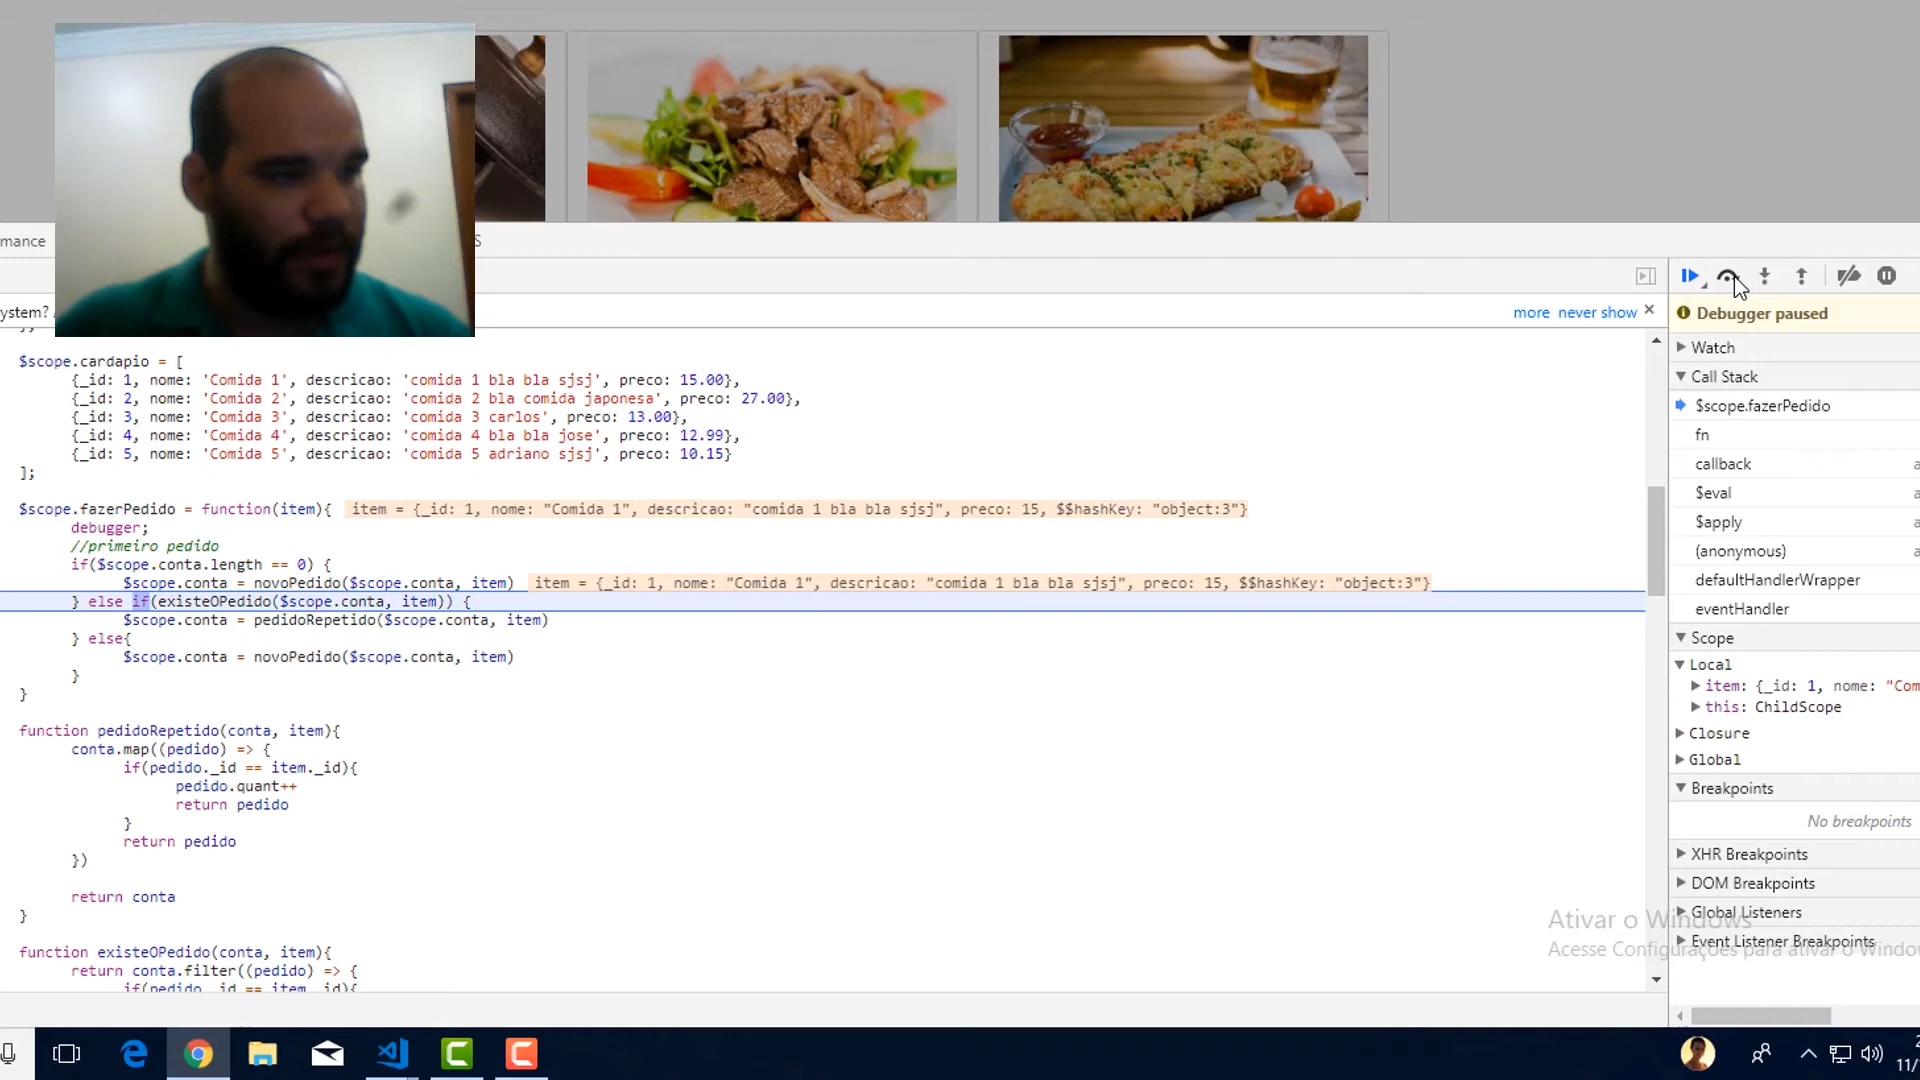 mance
S
ystem?
more never show ×
Debugger paused
Watch
Call Stack
$scope.fazerPedido
fn
callback
$eval
$apply
(anonymous)
defaultHandlerWrapper
eventHandler
Scope
Local
item: {_id: 1, nome: "Com
this: ChildScope
Closure
Global
Breakpoints
No breakpoints
XHR Breakpoints
DOM Breakpoints
Global Listeners
Event Listener Breakpoints
$scope.cardapio = [
{_id: 1, nome: 'Comida 1', descricao: 'comida 1 bla bla sjsj', preco: 15.00},
{_id: 2, nome: 'Comida 2', descricao: 'comida 2 bla comida japonesa', preco: 27.00},
{_id: 3, nome: 'Comida 3', descricao: 'comida 3 carlos', preco: 13.00},
{_id: 4, nome: 'Comida 4', descricao: 'comida 4 bla bla jose', preco: 12.99},
{_id: 5, nome: 'Comida 5', descricao: 'comida 5 adriano sjsj', preco: 10.15}
];
$scope.fazerPedido = function(item){ item = {_id: 1, nome: "Comida 1", descricao: "comida 1 bla bla sjsj", preco: 15, $$hashKey: "object:3"}
debugger;
//primeiro pedido
if($scope.conta.length == 0) {
$scope.conta = novoPedido($scope.conta, item) item = {_id: 1, nome: "Comida 1", descricao: "comida 1 bla bla sjsj", preco: 15, $$hashKey: "object:3"}
} else if(existeOPedido($scope.conta, item)) {
$scope.conta = pedidoRepetido($scope.conta, item)
} else{
$scope.conta = novoPedido($scope.conta, item)
}
}
function pedidoRepetido(conta, item){
conta.map((pedido) => {
if(pedido._id == item._id){
pedido.quant++
return pedido
}
return pedido
})
return conta
}
function existeOPedido(conta, item){
return conta.filter((pedido) => {
if(pedido._id == item._id){
Ativar o Windows
Acesse Configurações para ativar o Windo
11/